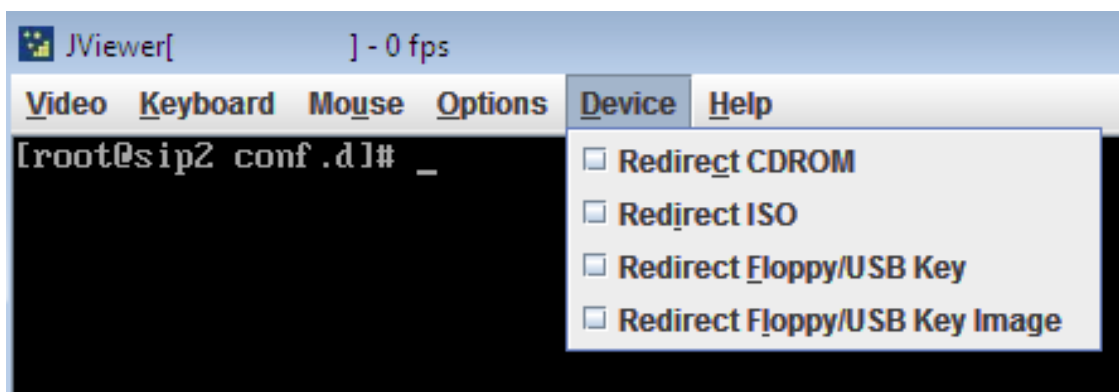 JViewer[ ] - 0 fps
Video Keyboard Mouse Options Device Help
[root@sip2 conf.d]# _
Redirect CDROM
Redirect ISO
Redirect Floppy/USB Key
Redirect Floppy/USB Key Image